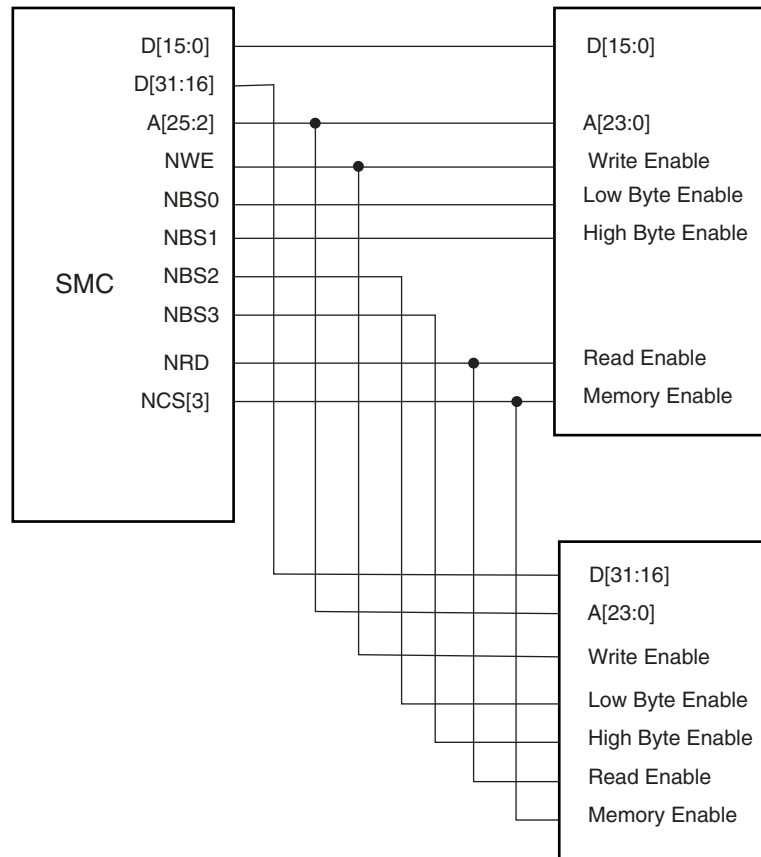 D[15:0]
D[31:16]
A[25:2]
NWE
NBS0
NBS1
NBS2
NBS3
NRD
NCS[3]
SMC
D[15:0]
A[23:0]
Write Enable
Low Byte Enable
High Byte Enable
Read Enable
Memory Enable
D[31:16]
A[23:0]
Write Enable
Low Byte Enable
High Byte Enable
Read Enable
Memory Enable